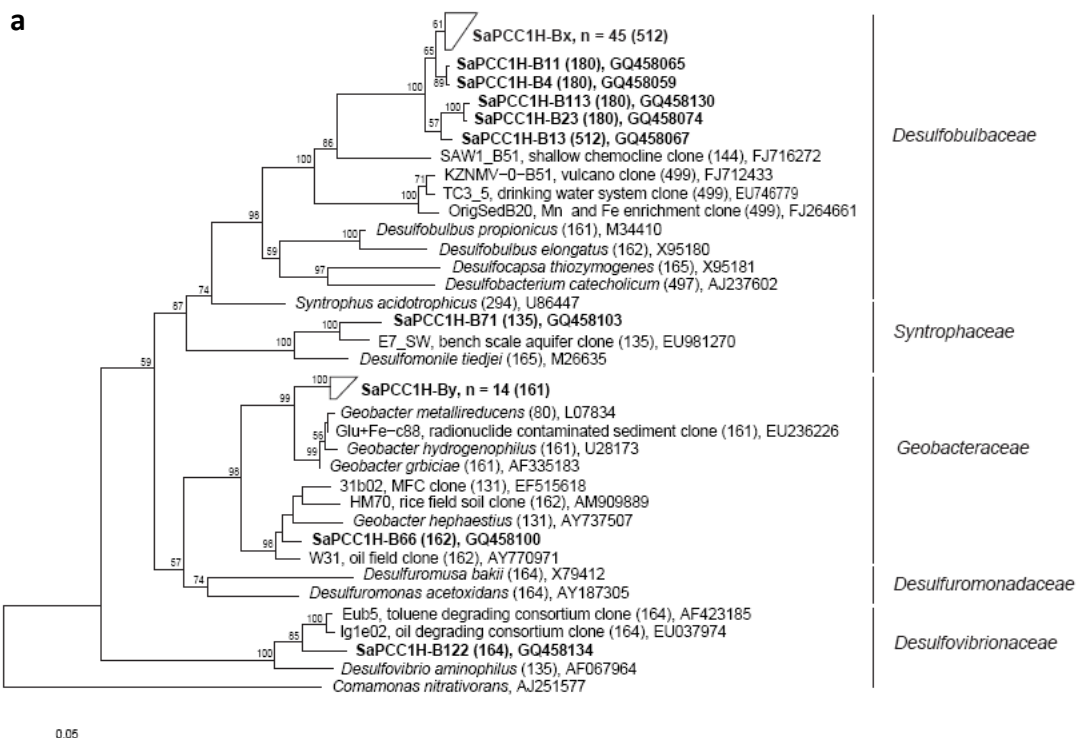 a
61
SaPCC1H-Bx, n = 45 (512)
65
SaPCC1H-B11 (180), GQ458065
89
SaPCC1H-B4 (180), GQ458059
100
SaPCC1H-B113 (180), GQ458130
100
SaPCC1H-B23 (180), GQ458074
57
SaPCC1H-B13 (512), GQ458067
Desulfobulbaceae
86
SAW1_B51, shallow chemocline clone (144), FJ716272
100
71
KZNMV-0-B51, vulcano clone (499), FJ712433
TC3_5, drinking water system clone (499), EU746779
100
OrigSedB20, Mn and Fe enrichment clone (499), FJ264661
98
100
Desulfobulbus propionicus (161), M34410
59
Desulfobulbus elongatus (162), X95180
97
Desulfocapsa thiozymogenes (165), X95181
Desulfobacterium catecholicum (497), AJ237602
74
Syntrophus acidotrophicus (294), U86447
87
100
SaPCC1H-B71 (135), GQ458103
Syntrophaceae
100
E7_SW, bench scale aquifer clone (135), EU981270
Desulfomonile tiedjei (165), M26635
59
100
SaPCC1H-By, n = 14 (161)
99
Geobacter metallireducens (80), L07834
56
Glu+Fe-c88, radionuclide contaminated sediment clone (161), EU236226
Geobacter hydrogenophilus (161), U28173
Geobacteraceae
99
Geobacter grbiciae (161), AF335183
98
31b02, MFC clone (131), EF515618
HM70, rice field soil clone (162), AM909889
Geobacter hephaestius (131), AY737507
SaPCC1H-B66 (162), GQ458100
98
W31, oil field clone (162), AY770971
57
74
Desulfuromusa bakii (164), X79412
Desulfuromonadaceae
Desulfuromonas acetoxidans (164), AY187305
100
Eub5, toluene degrading consortium clone (164), AF423185
85
Ig1e02, oil degrading consortium clone (164), EU037974
Desulfovibrionaceae
100
SaPCC1H-B122 (164), GQ458134
Desulfovibrio aminophilus (135), AF067964
Comamonas nitrativorans, AJ251577
0.05